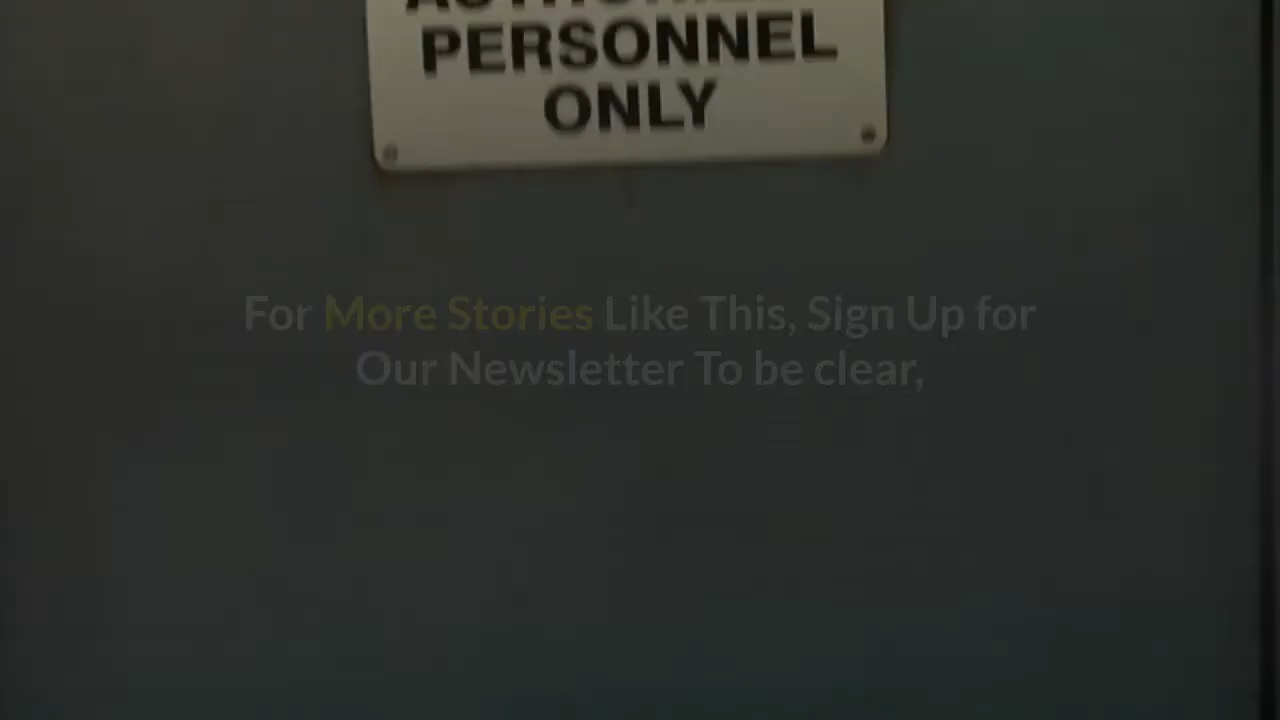 PERSONNEL
ONLY
For More Stories Like This, Sign Up for
Our Newsletter To be clear,